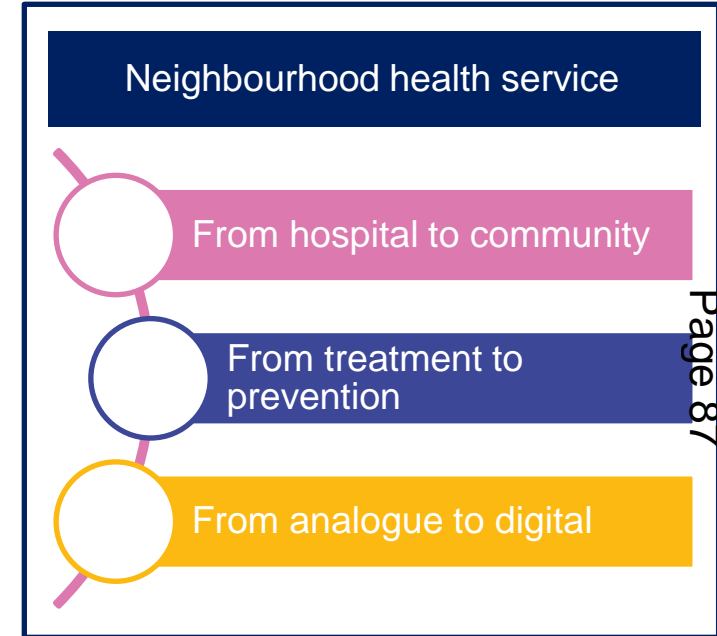 Neighbourhood health service
From hospital to community
From treatment to
prevention
From analogue to digital
Page 87